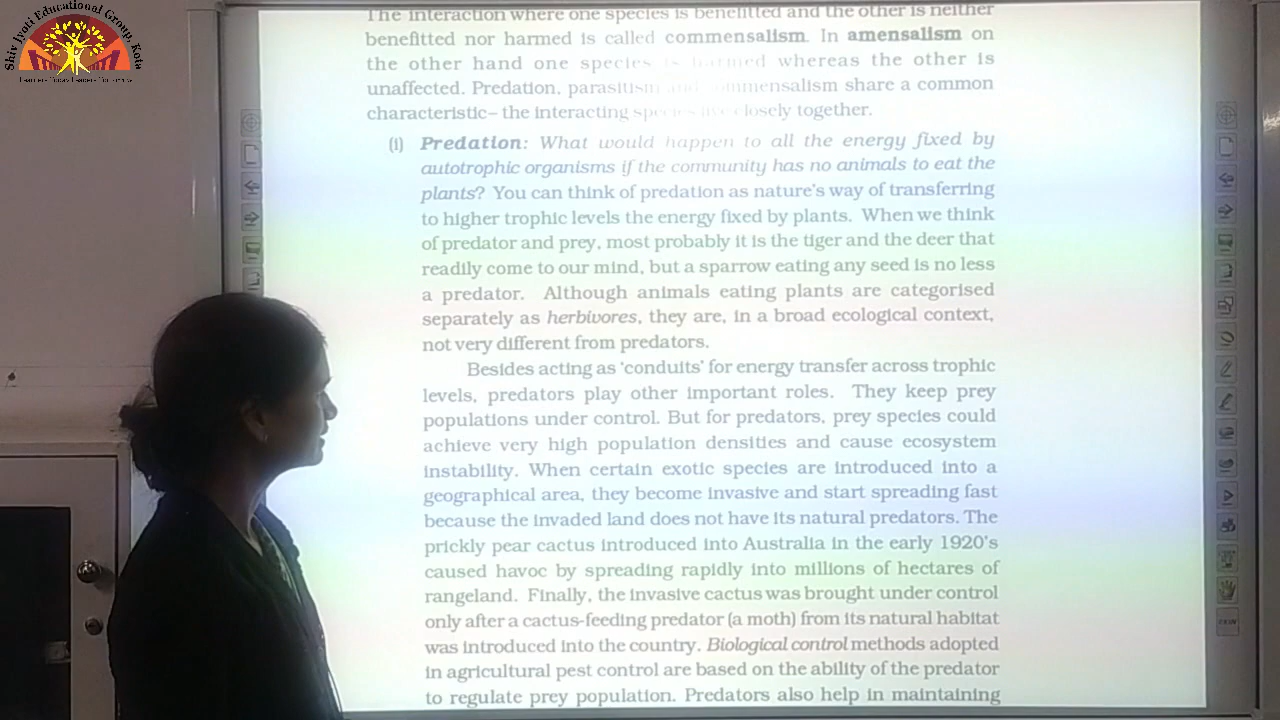 Shiv Jyoti Educational Group, Kota
The interaction where one species is benefitted and the other is neither
benefitted nor harmed is called commensalism. In amensalism on
the other hand one species is harmed whereas the other is
unaffected. Predation, parasitism and commensalism share a common
characteristic– the interacting species live closely together.
(i) Predation: What would happen to all the energy fixed by
autotrophic organisms if the community has no animals to eat the
plants? You can think of predation as nature's way of transferring
to higher trophic levels the energy fixed by plants. When we think
of predator and prey, most probably it is the tiger and the deer that
readily come to our mind, but a sparrow eating any seed is no less
a predator. Although animals eating plants are categorised
separately as herbivores, they are, in a broad ecological context,
not very different from predators.
Besides acting as 'conduits' for energy transfer across trophic
levels, predators play other important roles. They keep prey
populations under control. But for predators, prey species could
achieve very high population densities and cause ecosystem
instability. When certain exotic species are introduced into a
geographical area, they become invasive and start spreading fast
because the invaded land does not have its natural predators. The
prickly pear cactus introduced into Australia in the early 1920's
caused havoc by spreading rapidly into millions of hectares of
rangeland. Finally, the invasive cactus was brought under control
only after a cactus-feeding predator (a moth) from its natural habitat
was introduced into the country. Biological control methods adopted
in agricultural pest control are based on the ability of the predator
to regulate prey population. Predators also help in maintaining